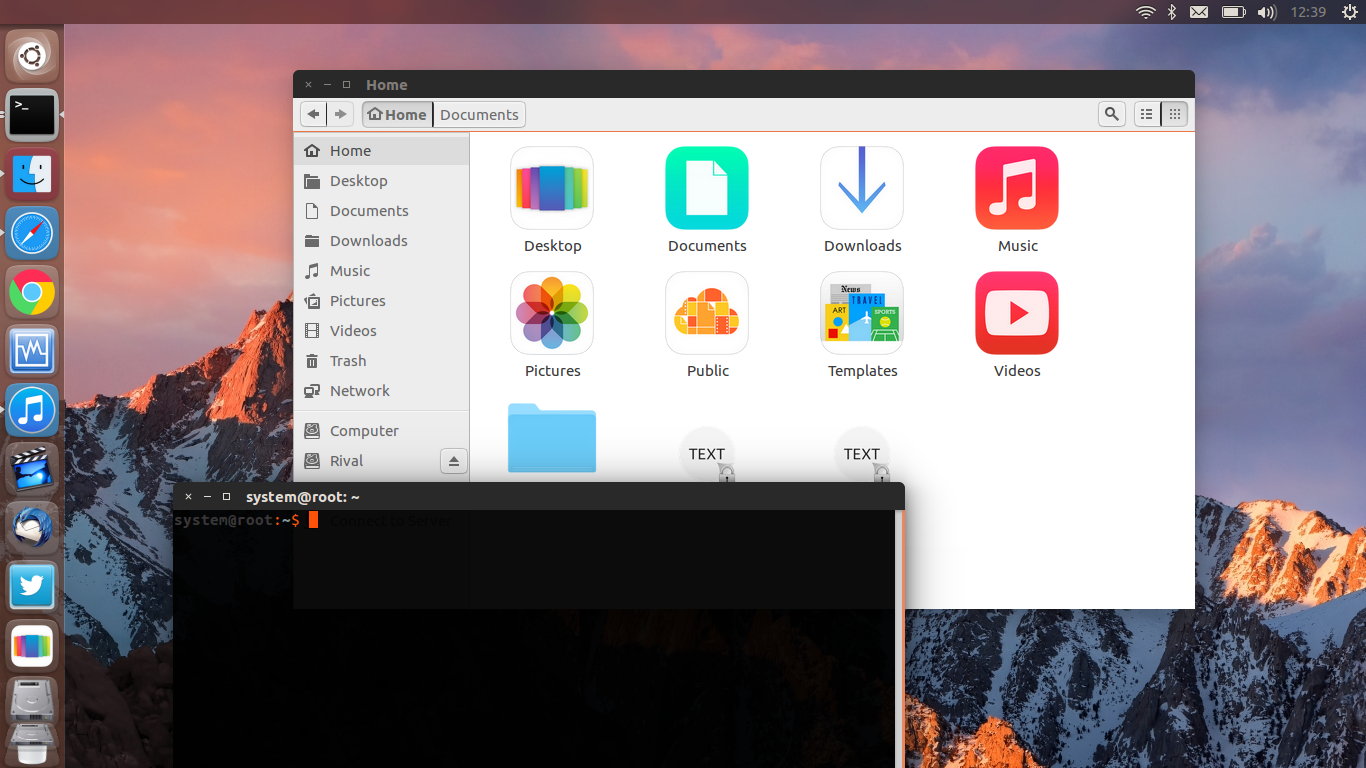 12:39
>_
Home
Home Documents
Home
Desktop
Documents
Downloads
Music
Pictures
Videos
Trash
Network
Computer
Rival
Connect to Server
Desktop Documents Downloads Music
News
TRAVEL
ART
SPORTS
Pictures Public Templates Videos
TEXT TEXT
system@root: ~
system@root:~$